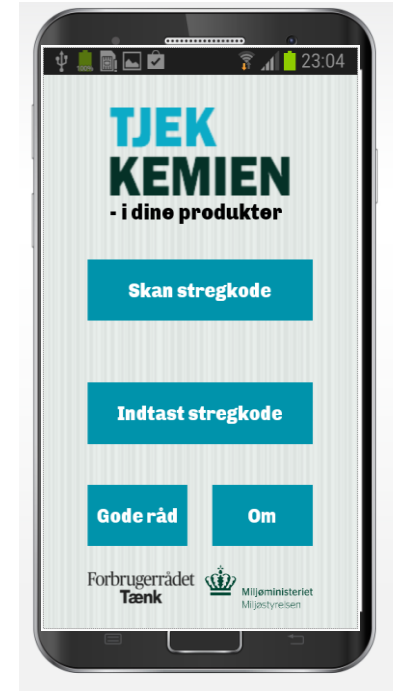 23:04
TJEK
KEMIEN
- i dine produkter
Skan stregkode
Indtast stregkode
Gode råd
Om
Forbrugerrådet
Tænk
Miljøministeriet
Miljøstyrelsen